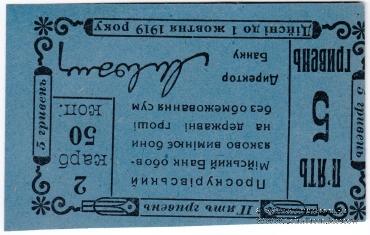 П'ять гривень
2
карб
50
коп.
Проскурівський
Міський Банк обов-
язково вимінює бони
на державні гроші
без обмеження сум
Директор
Банку
П'ЯТЬ
5
ГРИВЕНЬ
5 гривень
5 гривень
Дійсні до 1 жовтня 1919 року